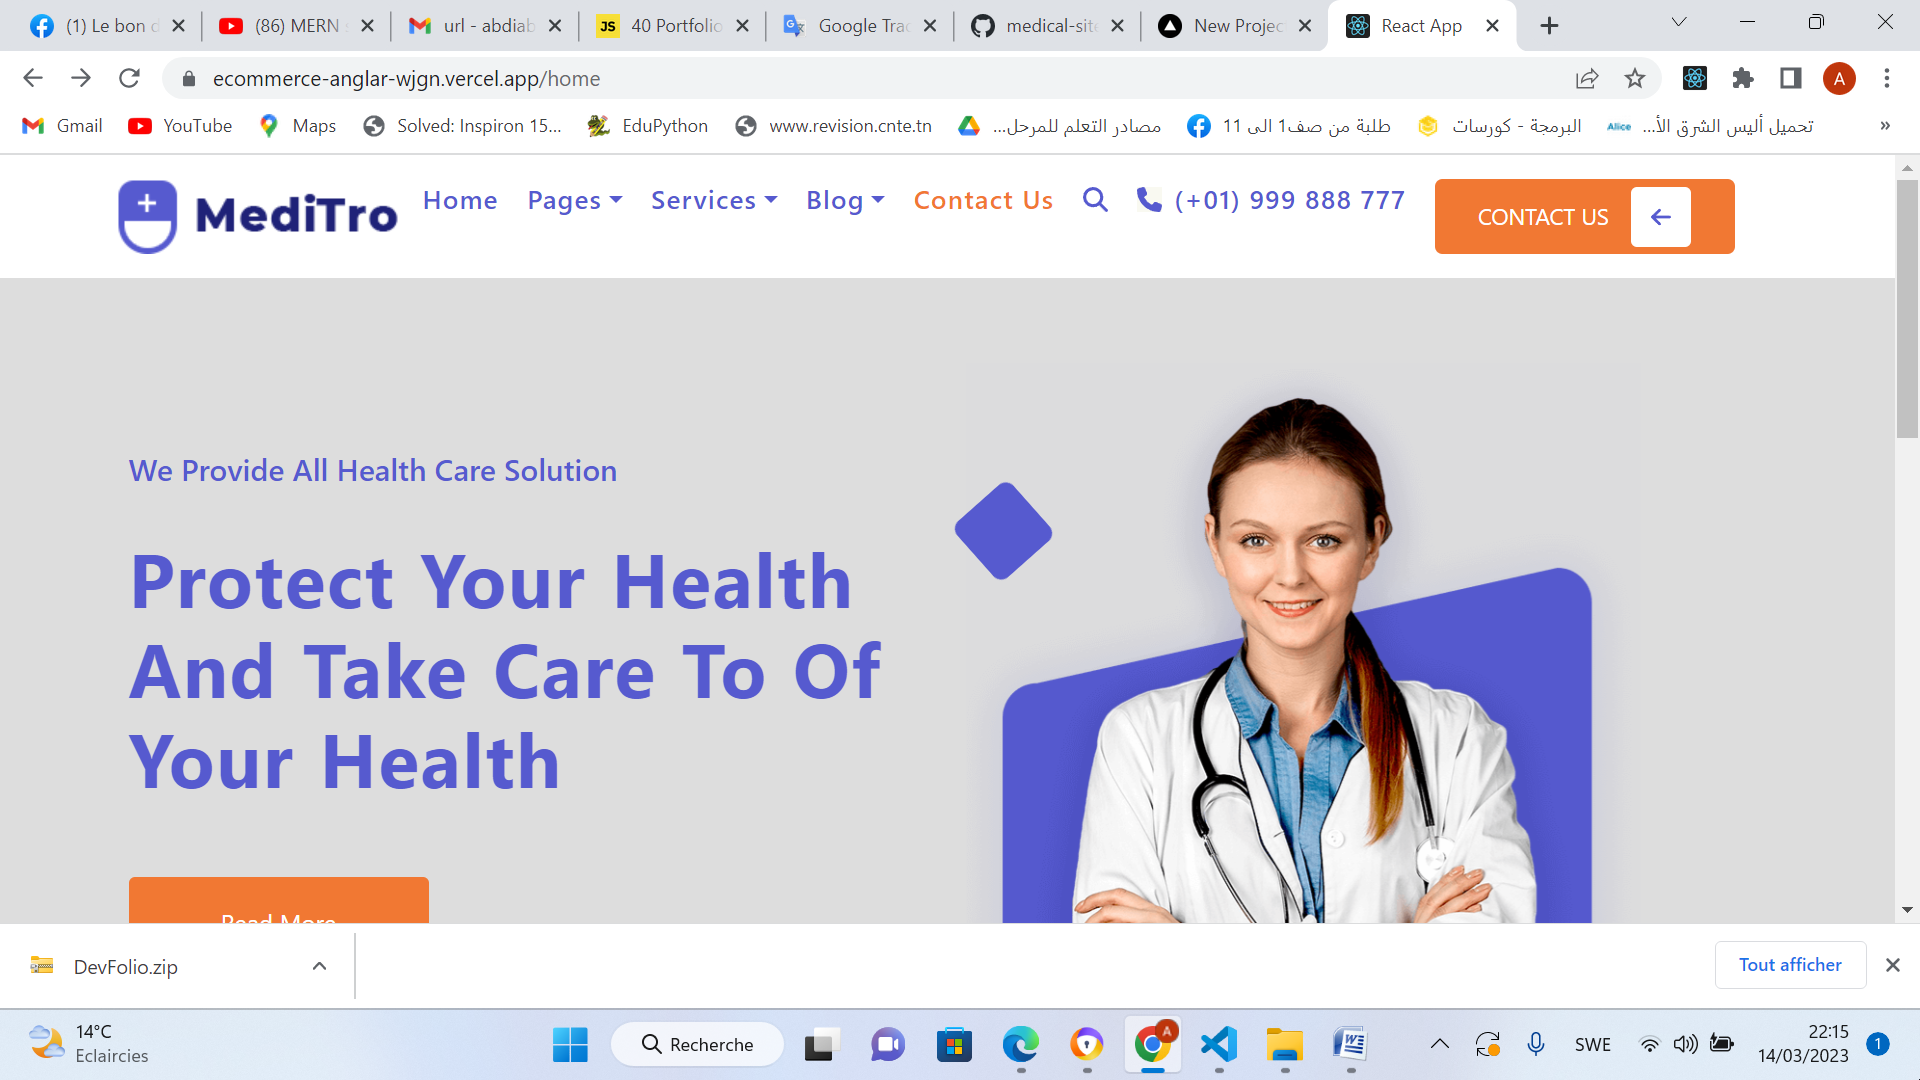 (1) Le bon d
(86) MERN s
url - abdiab
JS 40 Portfolio
Google Trac
medical-site
New Projec
React App
ecommerce-anglar-wjgn.vercel.app/home
A
Gmail
YouTube
Maps
Solved: Inspiron 15...
EduPython
www.revision.cnte.tn
مصادر التعلم للمرحل...
طلبة من صف1 الى 11
البرمجة - كورسات
Alice تحميل أليس الشرق الأ...
»
MediTro
Home
Pages
Services
Blog
Contact Us
(+01) 999 888 777
CONTACT US
We Provide All Health Care Solution
Protect Your Health
And Take Care To Of
Your Health
Read More
DevFolio.zip
Tout afficher
14°C
Eclaircies
Recherche
A
SWE
22:15
14/03/2023
1